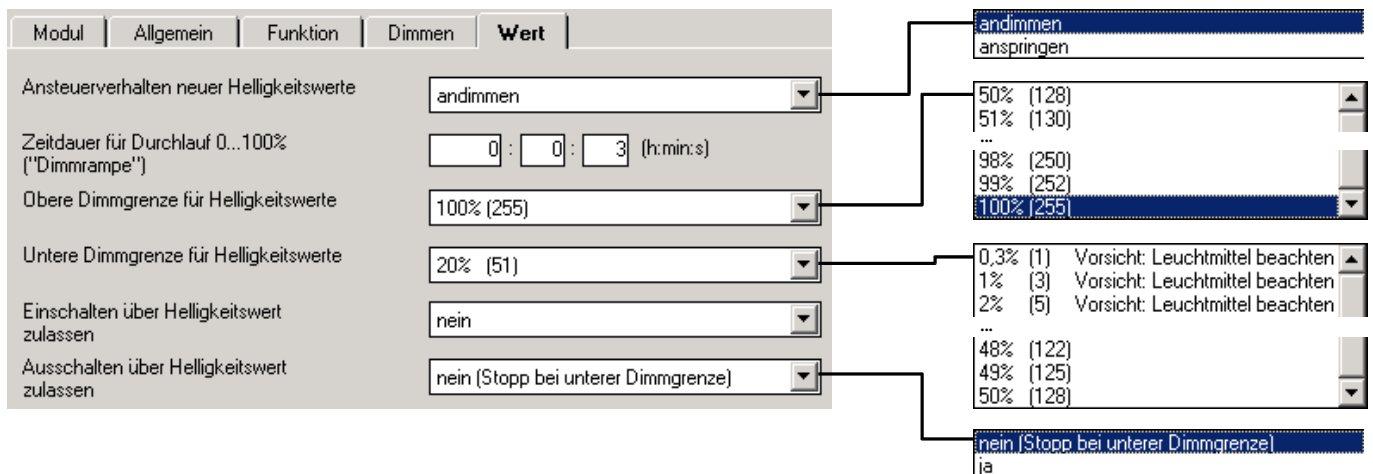 Modul Allgemein Funktion Dimmen Wert
Ansteuerverhalten neuer Helligkeitswerte andimmen
Zeitdauer für Durchlauf 0...100%
("Dimmrampe") 0 : 0 : 3 (h:min:s)
Obere Dimmgrenze für Helligkeitswerte 100% (255)
Untere Dimmgrenze für Helligkeitswerte 20% (51)
Einschalten über Helligkeitswert
zulassen nein
Ausschalten über Helligkeitswert
zulassen nein (Stopp bei unterer Dimmgrenze)
andimmen
anspringen
50% (128)
51% (130)
...
98% (250)
99% (252)
100% (255)
0,3% (1) Vorsicht: Leuchtmittel beachten
1% (3) Vorsicht: Leuchtmittel beachten
2% (5) Vorsicht: Leuchtmittel beachten
...
48% (122)
49% (125)
50% (128)
nein (Stopp bei unterer Dimmgrenze)
ja